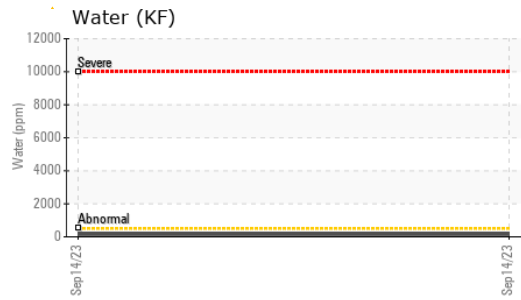 Water (KF)
12000
Severe
10000
8000
Water (ppm)
6000
4000
2000
Abnormal
0
Sep14/23
Sep14/23